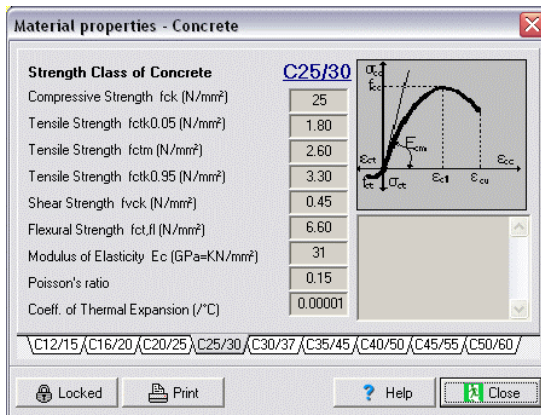 Material properties - Concrete
Strength Class of Concrete C25/30
Compressive Strength fck (N/mm²) 25
Tensile Strength fctk0.05 (N/mm²) 1.80
Tensile Strength fctm (N/mm²) 2.60
Tensile Strength fctk0.95 (N/mm²) 3.30
Shear Strength fvck (N/mm²) 0.45
Flexural Strength fct,fl (N/mm²) 6.60
Modulus of Elasticity Ec (GPa=KN/mm²) 31
Poisson's ratio 0.15
Coeff. of Thermal Expansion (/°C) 0.00001
σcc
fcc
Ecm
εct εcc
fct σct εc1 εcu
C12/15 C16/20 C20/25 C25/30 C30/37 C35/45 C40/50 C45/55 C50/60
Locked Print ? Help Close